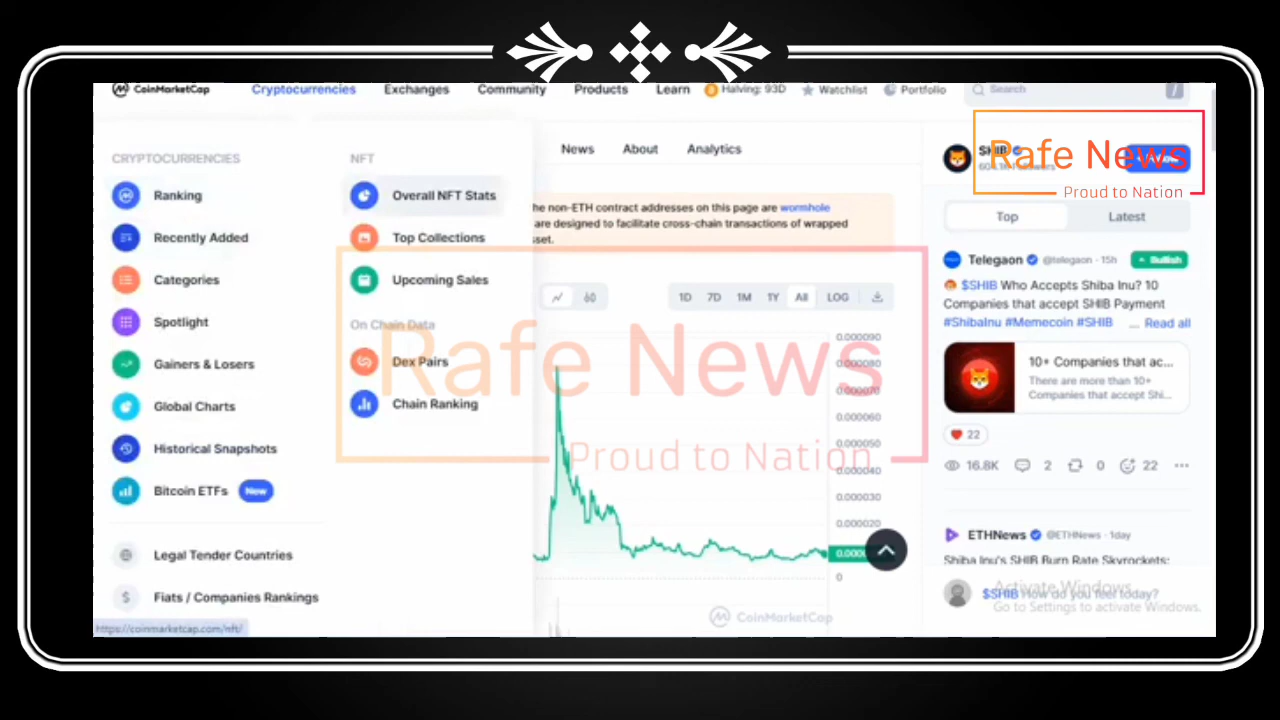 CoinMarketCap Cryptocurrencies Exchanges Community Products Learn Halving: 93D Watchlist Portfolio Search /
CRYPTOCURRENCIES
Ranking
Recently Added
Categories
Spotlight
Gainers & Losers
Global Charts
Historical Snapshots
Bitcoin ETFs New
Legal Tender Countries
Fiats / Companies Rankings
https://coinmarketcap.com/nft/
NFT
Overall NFT Stats
Top Collections
Upcoming Sales
On Chain Data
Dex Pairs
Chain Ranking
News About Analytics
he non-ETH contract addresses on this page are wormhole
are designed to facilitate cross-chain transactions of wrapped
sset.
1D 7D 1M 1Y All LOG
0.000090
0.000080
0.000070
0.000060
0.000050
0.000040
0.000030
0.000020
0
CoinMarketCap
Rafe News
Proud to Nation
SHIB
Rafe News
Proud to Nation
Top Latest
Telegaon @telegaon · 15h Bullish
$SHIB Who Accepts Shiba Inu? 10
Companies that accept SHIB Payment
#ShibaInu #Memecoin #SHIB ... Read all
10+ Companies that ac...
There are more than 10+
Companies that accept Shi...
22
16.8K 2 0 22
ETHNews @ETHNews · 1day
Shiba Inu's SHIB Burn Rate Skyrockets:
$SHIB How do you feel today?
Activate Windows
Go to Settings to activate Windows.